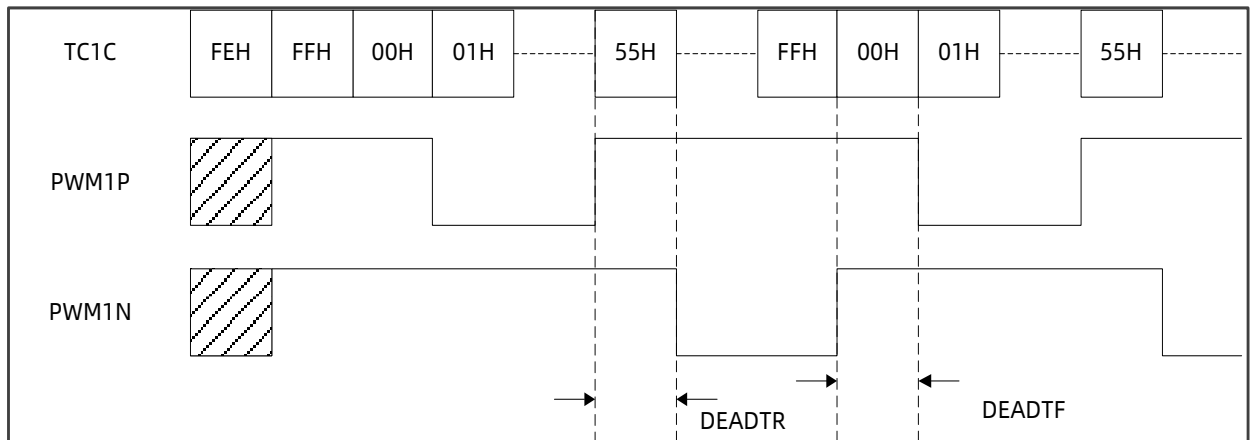 TC1C FEH FFH 00H 01H 55H FFH 00H 01H 55H
PWM1P
PWM1N
DEADTR
DEADTF